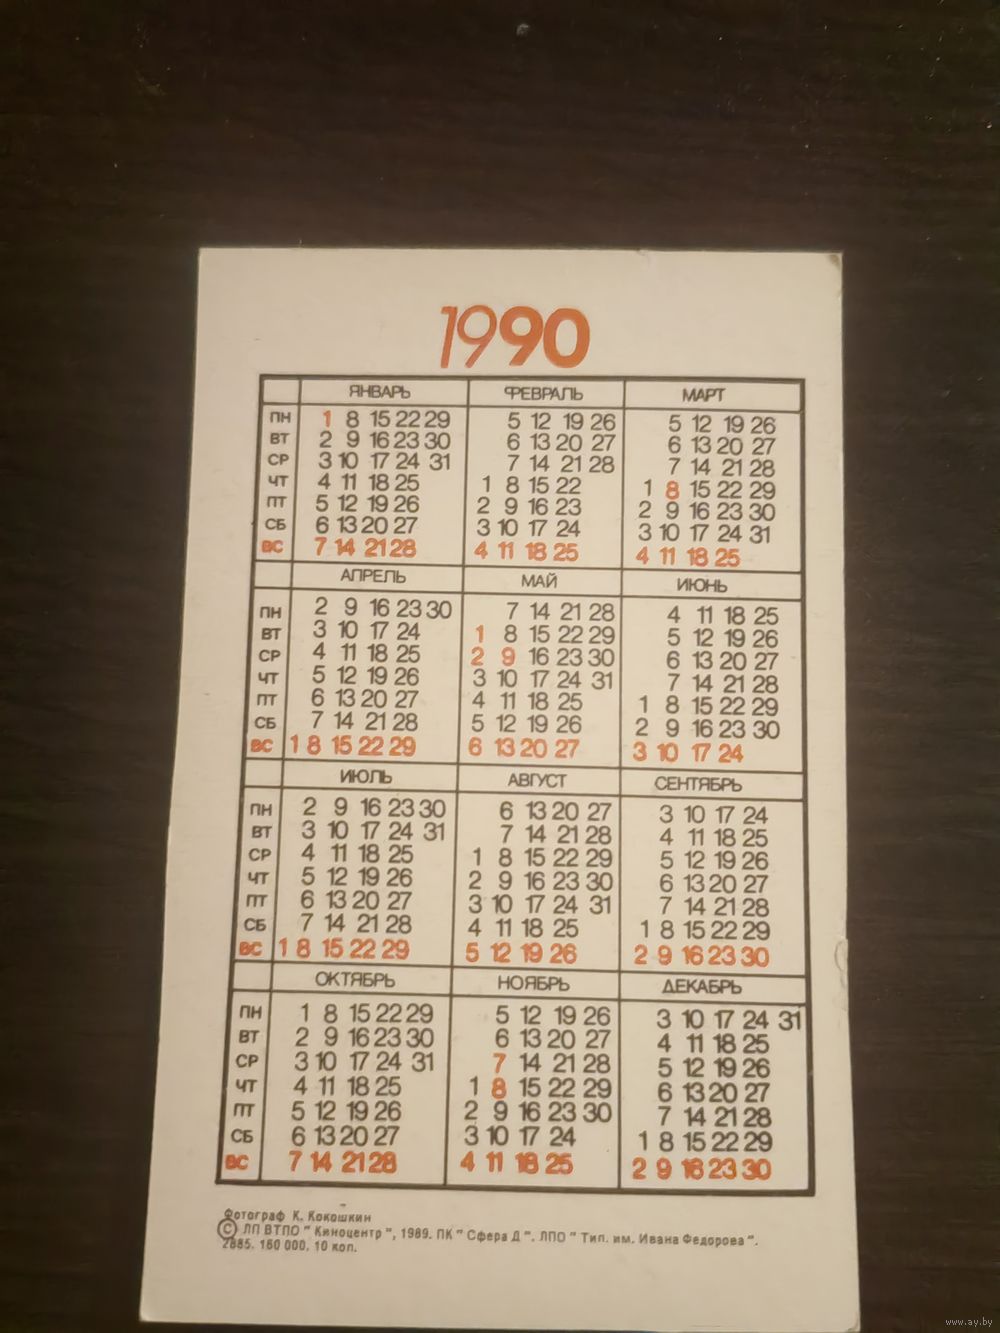 1990
ЯНВАРЬ ФЕВРАЛЬ МАРТ
ПН 1 8 15 22 29 5 12 19 26 5 12 19 26
ВТ 2 9 16 23 30 6 13 20 27 6 13 20 27
СР 3 10 17 24 31 7 14 21 28 7 14 21 28
ЧТ 4 11 18 25 1 8 15 22 1 8 15 22 29
ПТ 5 12 19 26 2 9 16 23 2 9 16 23 30
СБ 6 13 20 27 3 10 17 24 3 10 17 24 31
ВС 7 14 21 28 4 11 18 25 4 11 18 25
АПРЕЛЬ МАЙ ИЮНЬ
ПН 2 9 16 23 30 7 14 21 28 4 11 18 25
ВТ 3 10 17 24 1 8 15 22 29 5 12 19 26
СР 4 11 18 25 2 9 16 23 30 6 13 20 27
ЧТ 5 12 19 26 3 10 17 24 31 7 14 21 28
ПТ 6 13 20 27 4 11 18 25 1 8 15 22 29
СБ 7 14 21 28 5 12 19 26 2 9 16 23 30
ВС 1 8 15 22 29 6 13 20 27 3 10 17 24
ИЮЛЬ АВГУСТ СЕНТЯБРЬ
ПН 2 9 16 23 30 6 13 20 27 3 10 17 24
ВТ 3 10 17 24 31 7 14 21 28 4 11 18 25
СР 4 11 18 25 1 8 15 22 29 5 12 19 26
ЧТ 5 12 19 26 2 9 16 23 30 6 13 20 27
ПТ 6 13 20 27 3 10 17 24 31 7 14 21 28
СБ 7 14 21 28 4 11 18 25 1 8 15 22 29
ВС 1 8 15 22 29 5 12 19 26 2 9 16 23 30
ОКТЯБРЬ НОЯБРЬ ДЕКАБРЬ
ПН 1 8 15 22 29 5 12 19 26 3 10 17 24 31
ВТ 2 9 16 23 30 6 13 20 27 4 11 18 25
СР 3 10 17 24 31 7 14 21 28 5 12 19 26
ЧТ 4 11 18 25 1 8 15 22 29 6 13 20 27
ПТ 5 12 19 26 2 9 16 23 30 7 14 21 28
СБ 6 13 20 27 3 10 17 24 1 8 15 22 29
ВС 7 14 21 28 4 11 18 25 2 9 16 23 30
Фотограф К. Кокошкин
© ЛП ВТПО "Киноцентр", 1989. ПК "Сфера Д". ЛПО "Тип. им. Ивана Федорова".
2885. 160 000. 10 коп.
www.ay.by